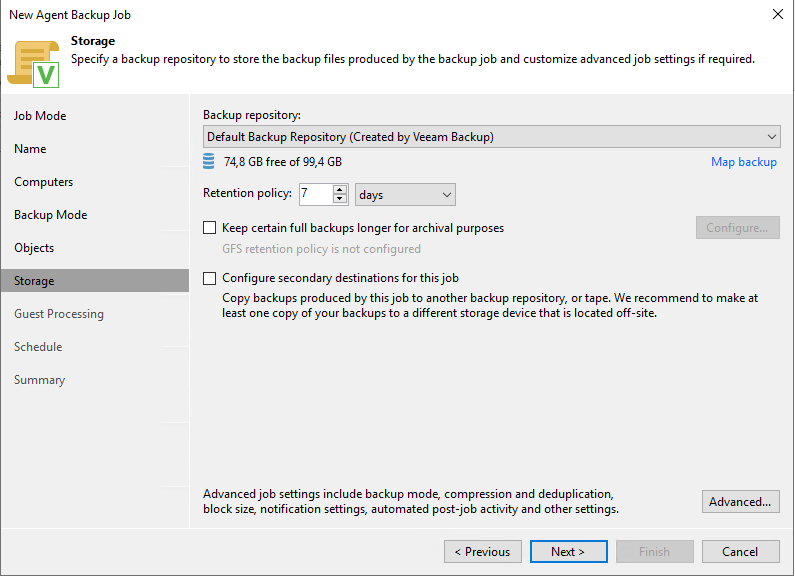 New Agent Backup Job
Storage
Specify a backup repository to store the backup files produced by the backup job and customize advanced job settings if required.
V
Job Mode
Name
Computers
Backup Mode
Objects
Storage
Guest Processing
Schedule
Summary
Backup repository:
Default Backup Repository (Created by Veeam Backup)
74,8 GB free of 99,4 GB
Map backup
Retention policy: 7 days
Keep certain full backups longer for archival purposes
Configure...
GFS retention policy is not configured
Configure secondary destinations for this job
Copy backups produced by this job to another backup repository, or tape. We recommend to make at
least one copy of your backups to a different storage device that is located off-site.
Advanced job settings include backup mode, compression and deduplication,
block size, notification settings, automated post-job activity and other settings.
Advanced...
< Previous
Next >
Finish
Cancel